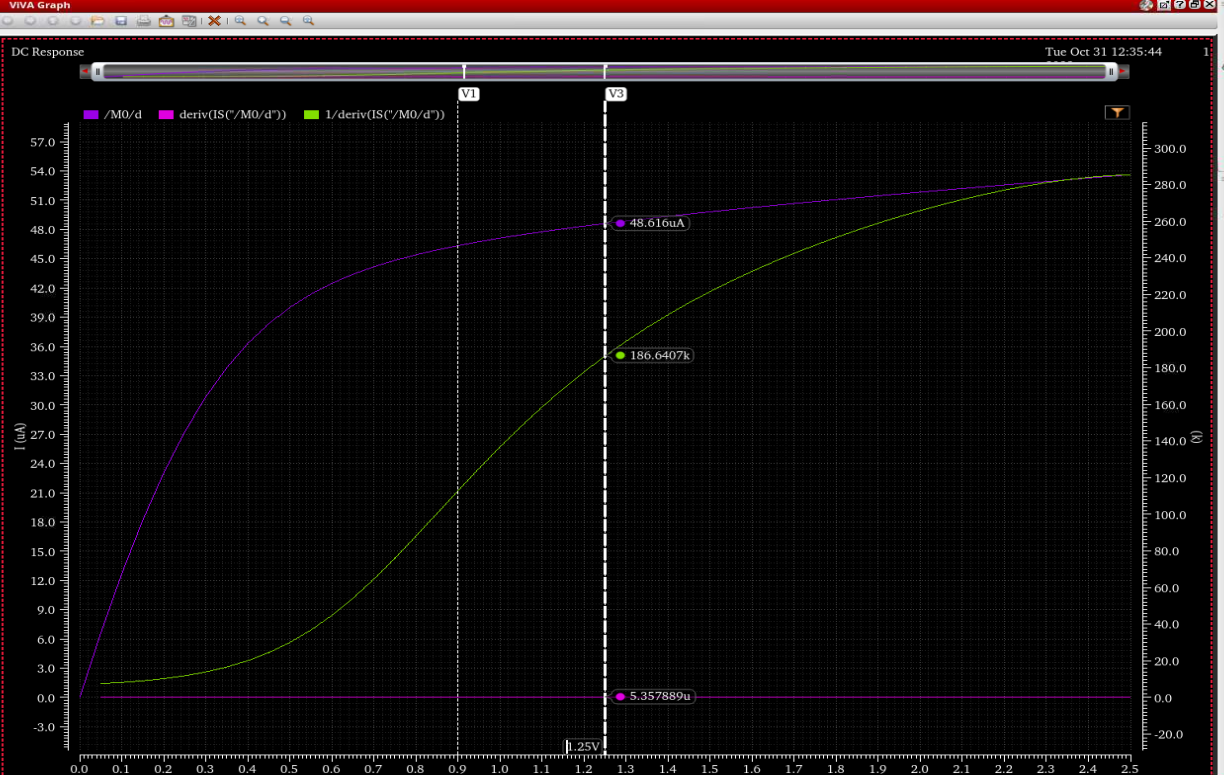 ViVA Graph
DC Response
Tue Oct 31 12:35:44
1
V1
V3
/M0/d
deriv(IS("/M0/d"))
1/deriv(IS("/M0/d"))
57.0
54.0
51.0
48.0
45.0
42.0
39.0
36.0
33.0
30.0
27.0
24.0
21.0
18.0
15.0
12.0
9.0
6.0
3.0
0.0
-3.0
I (uA)
48.616uA
186.6407k
5.357889u
1.25V
300.0
280.0
260.0
240.0
220.0
200.0
180.0
160.0
140.0
120.0
100.0
80.0
60.0
40.0
20.0
0.0
-20.0
(k)
0.0 0.1 0.2 0.3 0.4 0.5 0.6 0.7 0.8 0.9 1.0 1.1 1.2 1.3 1.4 1.5 1.6 1.7 1.8 1.9 2.0 2.1 2.2 2.3 2.4 2.5